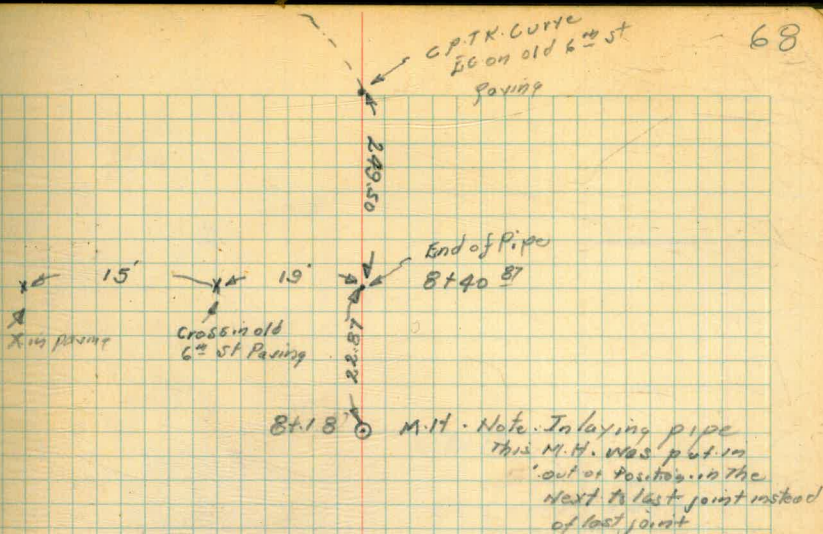 68
C.P.T.K. Curve
EC on old 6th St
Paving
249.50
End of Pipe
8+40 87
15'
19'
X in paving
Cross in old
6th St Paving
22.87
8+18
M.H. - Note. In laying pipe
This M.H. was put in
out of Position in The
Next to last joint instead
of last joint